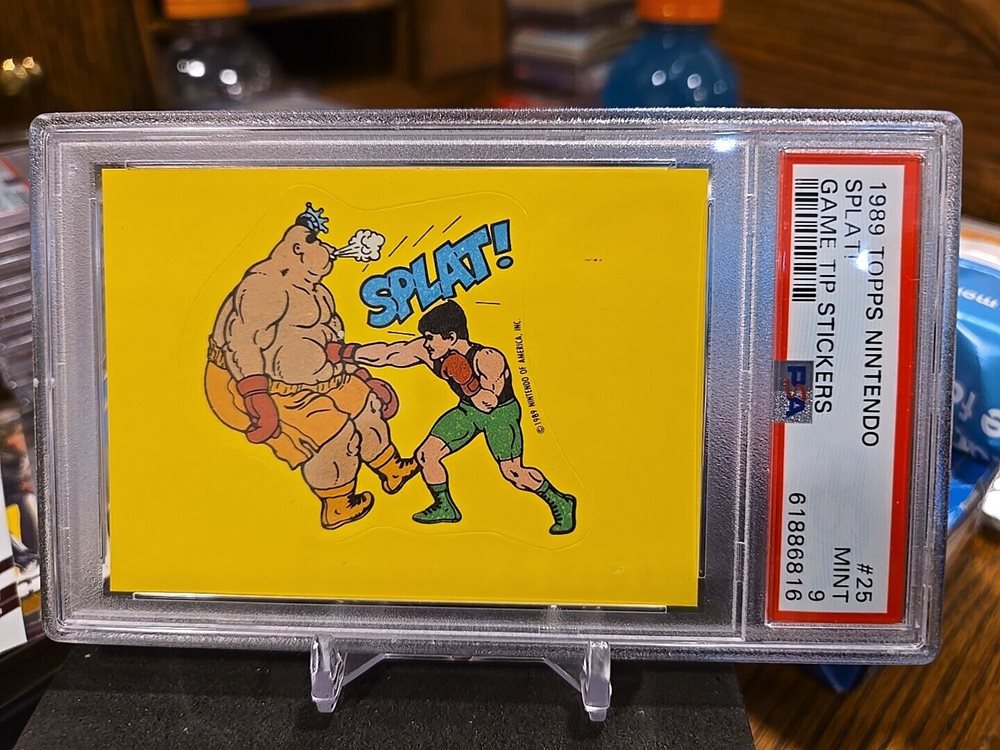 SPLAT!
©1989 NINTENDO OF AMERICA, INC.
1989 TOPPS NINTENDO #25
SPLAT! MINT 9
GAME TIP STICKERS
PSA
61886816